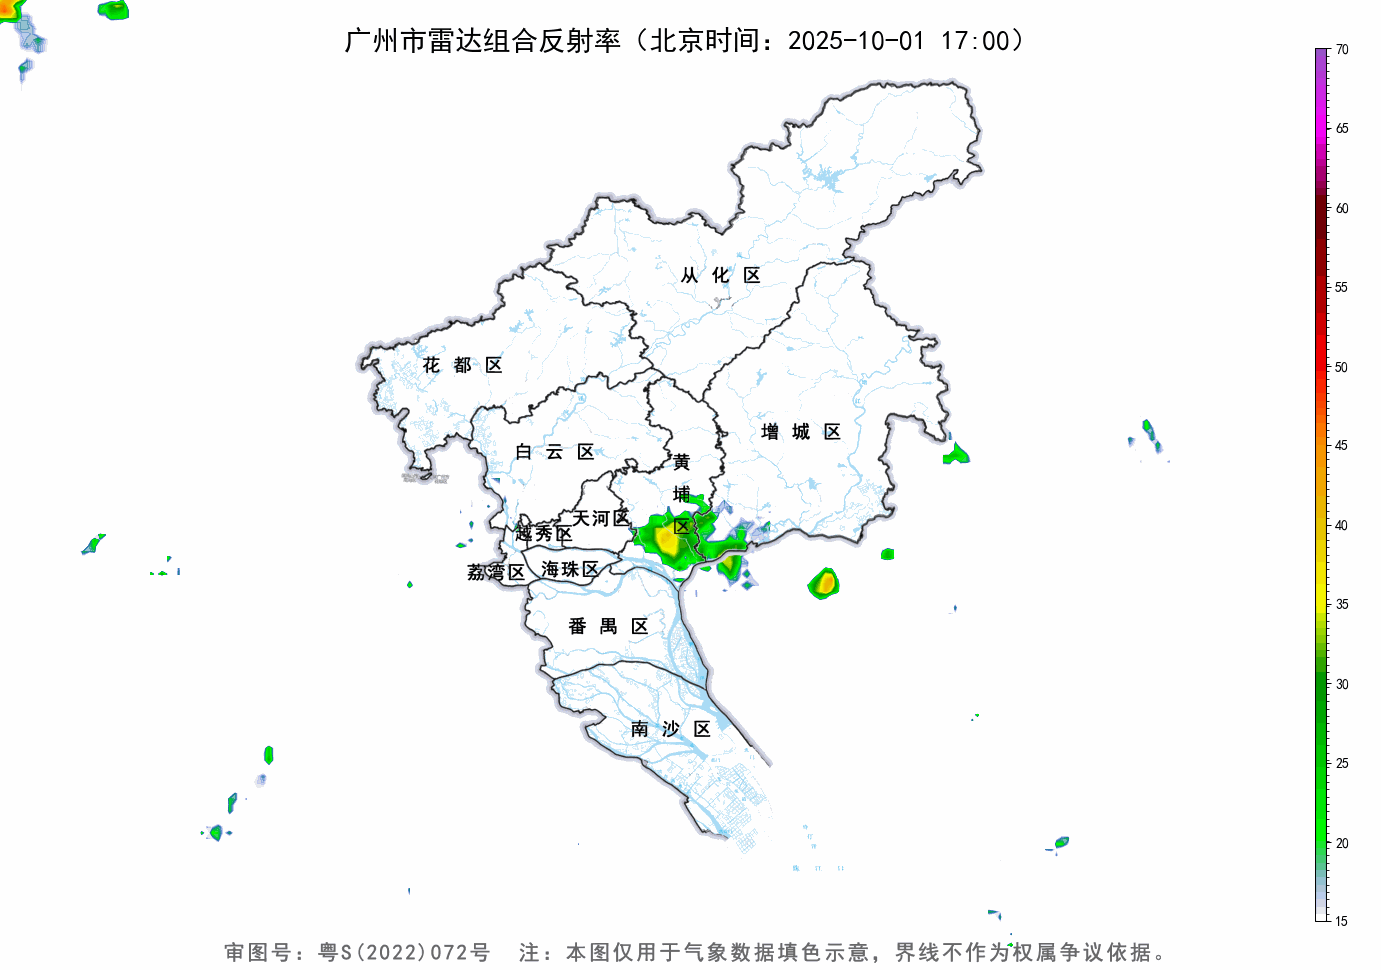 广州市雷达组合反射率（北京时间：2025-10-01 17:00）
70
65
60
55
50
45
40
35
30
25
20
15
从化区
花都区
增城区
白云区
黄埔区
天河区
越秀区
荔湾区
海珠区
番禺区
南沙区
审图号：粤S(2022)072号 注：本图仅用于气象数据填色示意，界线不作为权属争议依据。